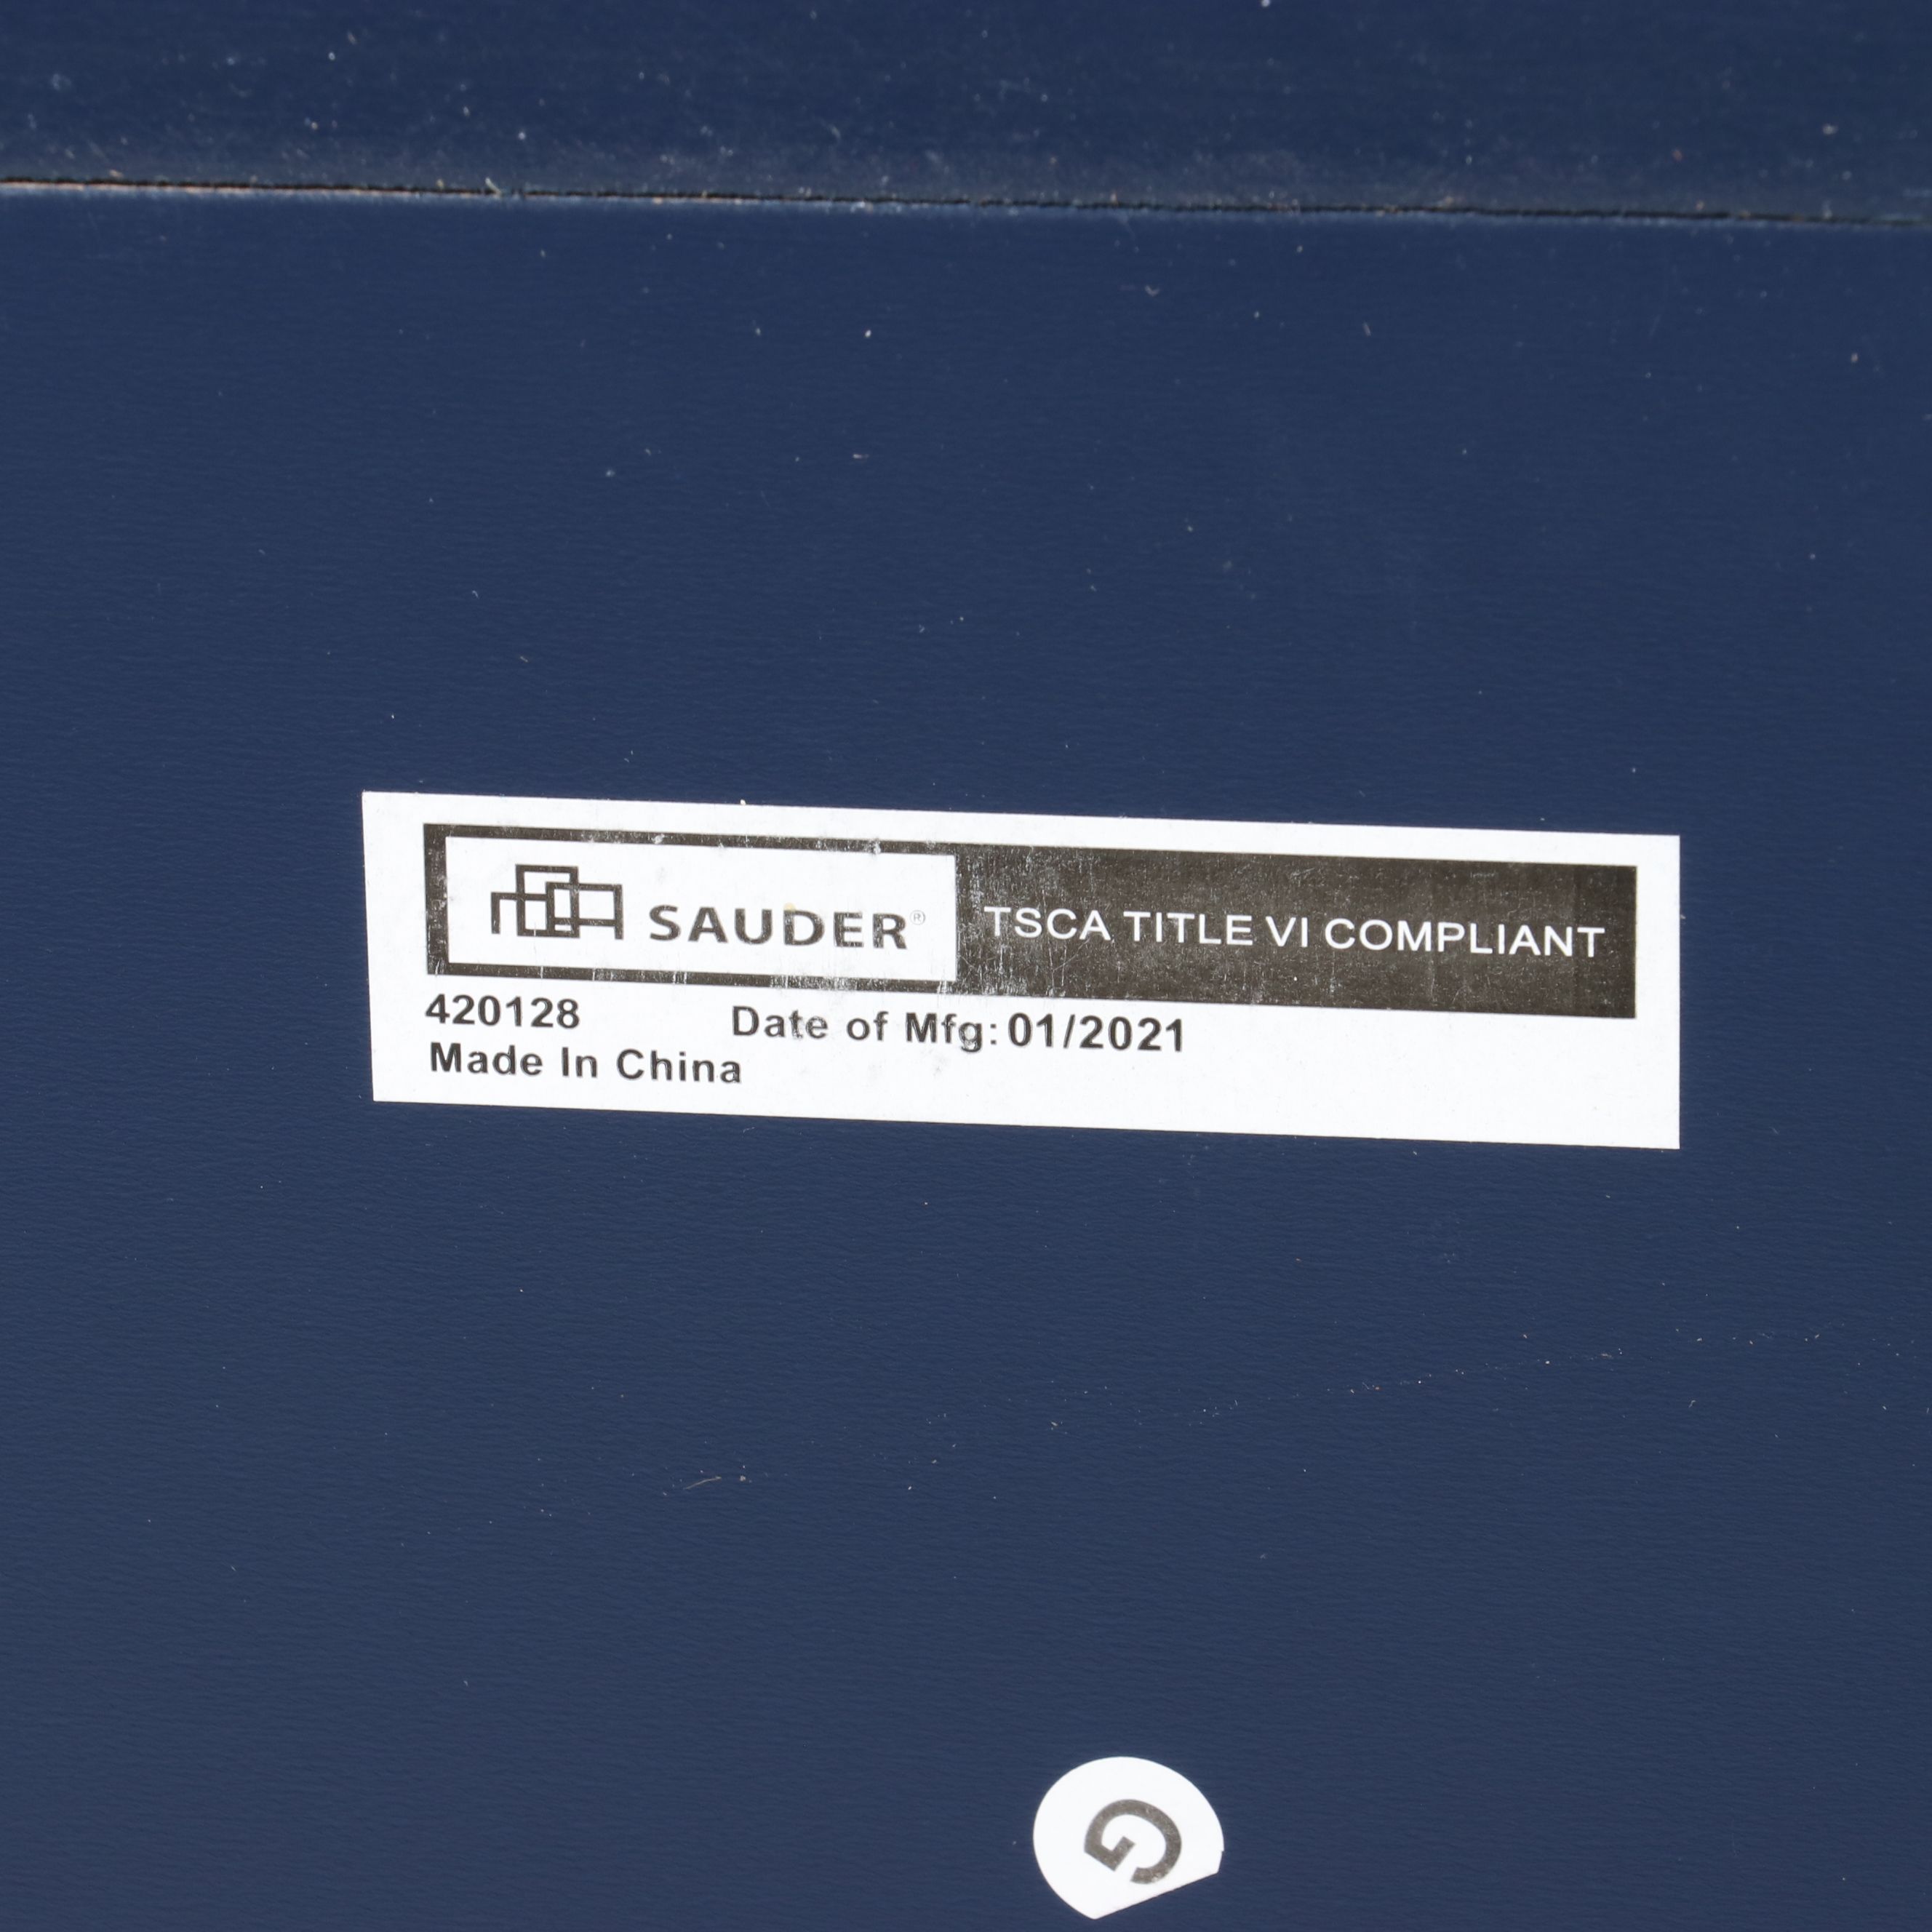 SAUDER® TSCA TITLE VI COMPLIANT
420128 Date of Mfg: 01/2021
Made In China
G